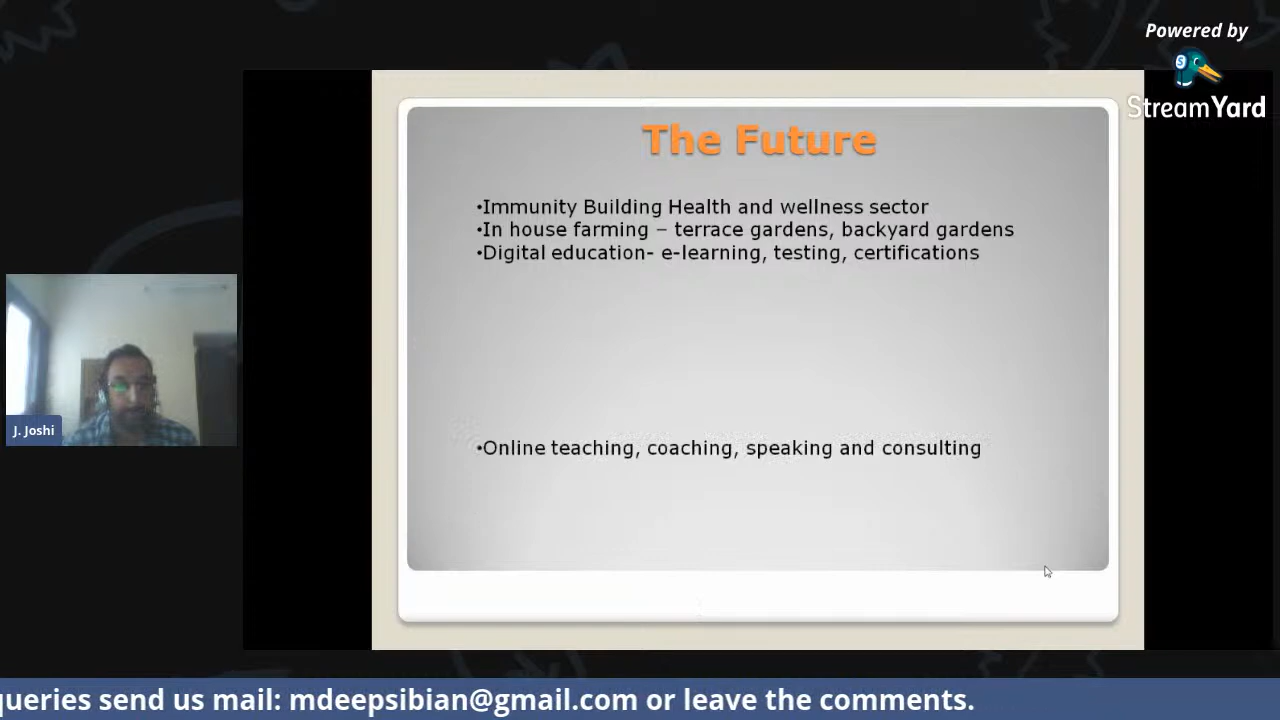 Powered by
StreamYard
The Future
•Immunity Building Health and wellness sector
•In house farming – terrace gardens, backyard gardens
•Digital education- e-learning, testing, certifications
•Online teaching, coaching, speaking and consulting
J. Joshi
queries send us mail: mdeepsibian@gmail.com or leave the comments.